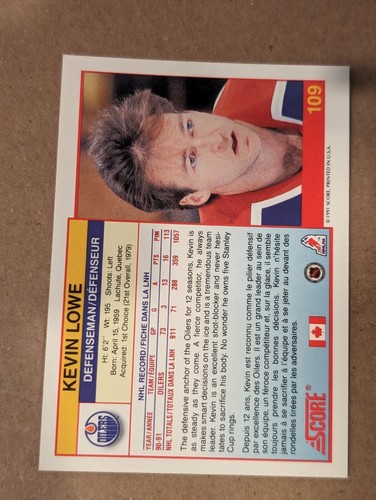 KEVIN LOWE
DEFENSEMAN/DÉFENSEUR
OILERS
Ht: 6'2" Wt: 195 Shoots: Left
Born: April 15, 1959 Lachute, Quebec
Acquired: 1st Choice (21st Overall, 1979)
NHL RECORD/FICHE DANS LA LNH
YEAR/ANNÉE TEAM/ÉQUIPE GP G A PTS PIM
90-91 OILERS 73 3 13 16 113
NHL TOTALS/TOTAUX DANS LA LNH 911 71 288 359 1057
The defensive anchor of the Oilers for 12 seasons, Kevin is
as steady as they come. A fierce competitor, he always
makes smart decisions on the ice and is a tremendous team
leader. Kevin is an excellent shot-blocker and never hesi-
tates to sacrifice his body. No wonder he owns five Stanley
Cup rings.
Depuis 12 ans, Kevin est reconnu comme le pilier défensif
par excellence des Oilers. Il est un grand leader au sein de
son équipe, un féroce compétiteur et, sur la glace, il semble
toujours prendre les bonnes décisions. Kevin n'hésite
jamais à se sacrifier à l'équipe et à se jeter au devant des
rondelles tirées par les adversaires.
SCORE®
109
© 1991 SCORE, PRINTED IN U.S.A.